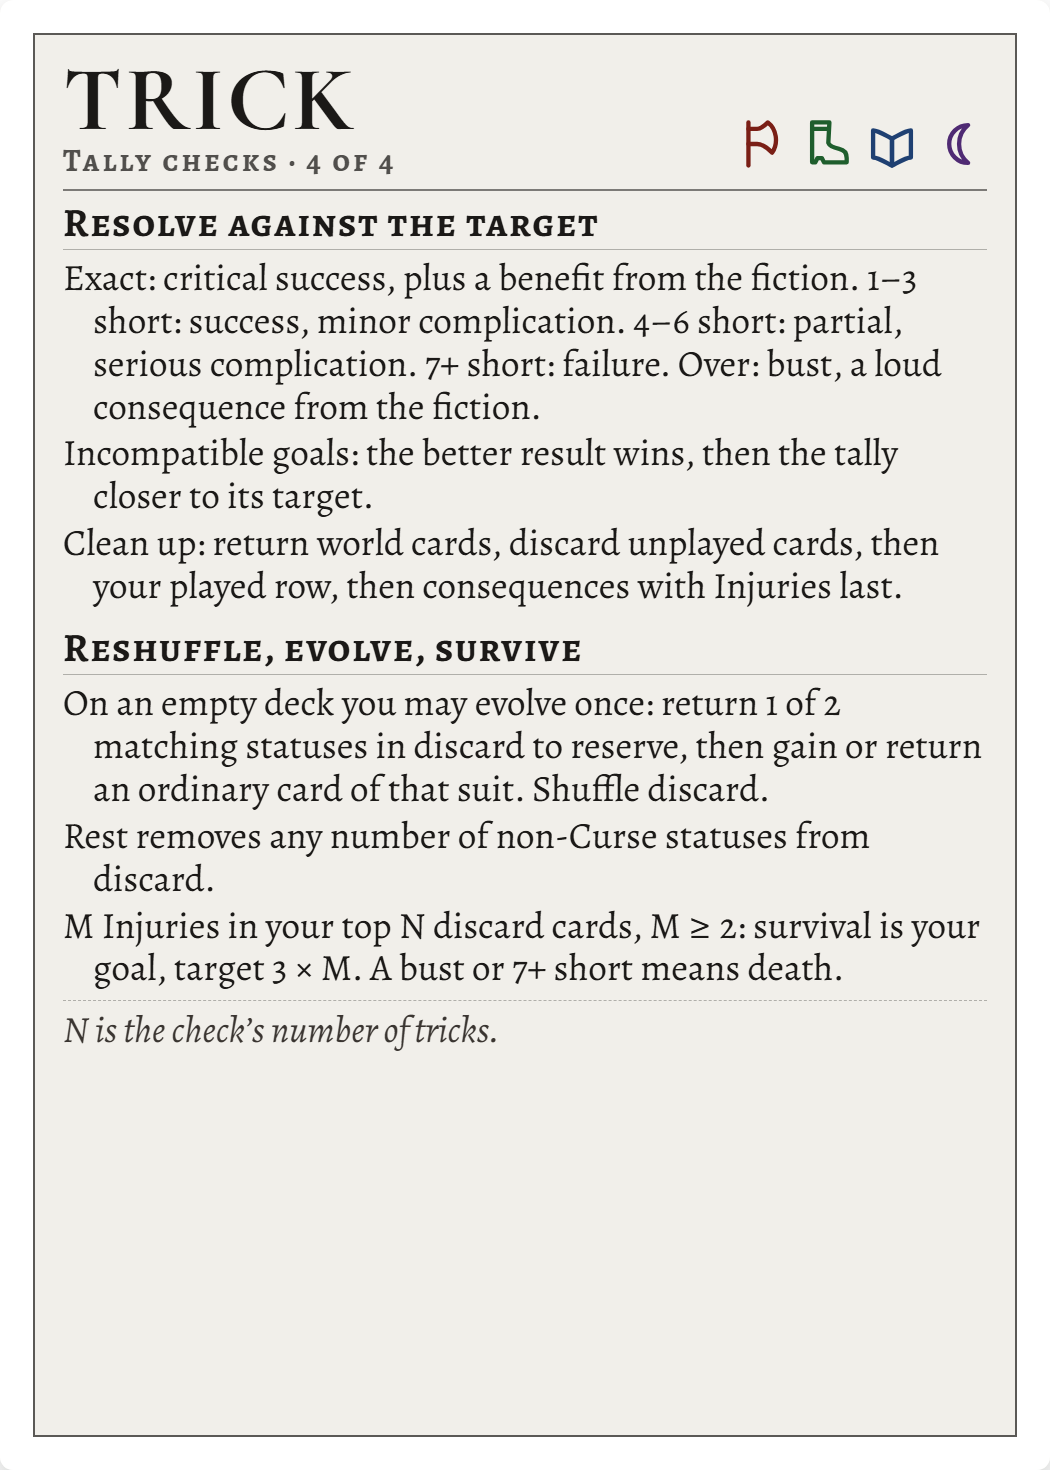 TRICK
Tally checks · 4 of 4
Resolve against the target
Exact: critical success, plus a benefit from the fiction. 1–3
short: success, minor complication. 4–6 short: partial,
serious complication. 7+ short: failure. Over: bust, a loud
consequence from the fiction.
Incompatible goals: the better result wins, then the tally
closer to its target.
Clean up: return world cards, discard unplayed cards, then
your played row, then consequences with Injuries last.
Reshuffle, evolve, survive
On an empty deck you may evolve once: return 1 of 2
matching statuses in discard to reserve, then gain or return
an ordinary card of that suit. Shuffle discard.
Rest removes any number of non-Curse statuses from
discard.
M Injuries in your top N discard cards, M ≥ 2: survival is your
goal, target 3 × M. A bust or 7+ short means death.
N is the check’s number of tricks.